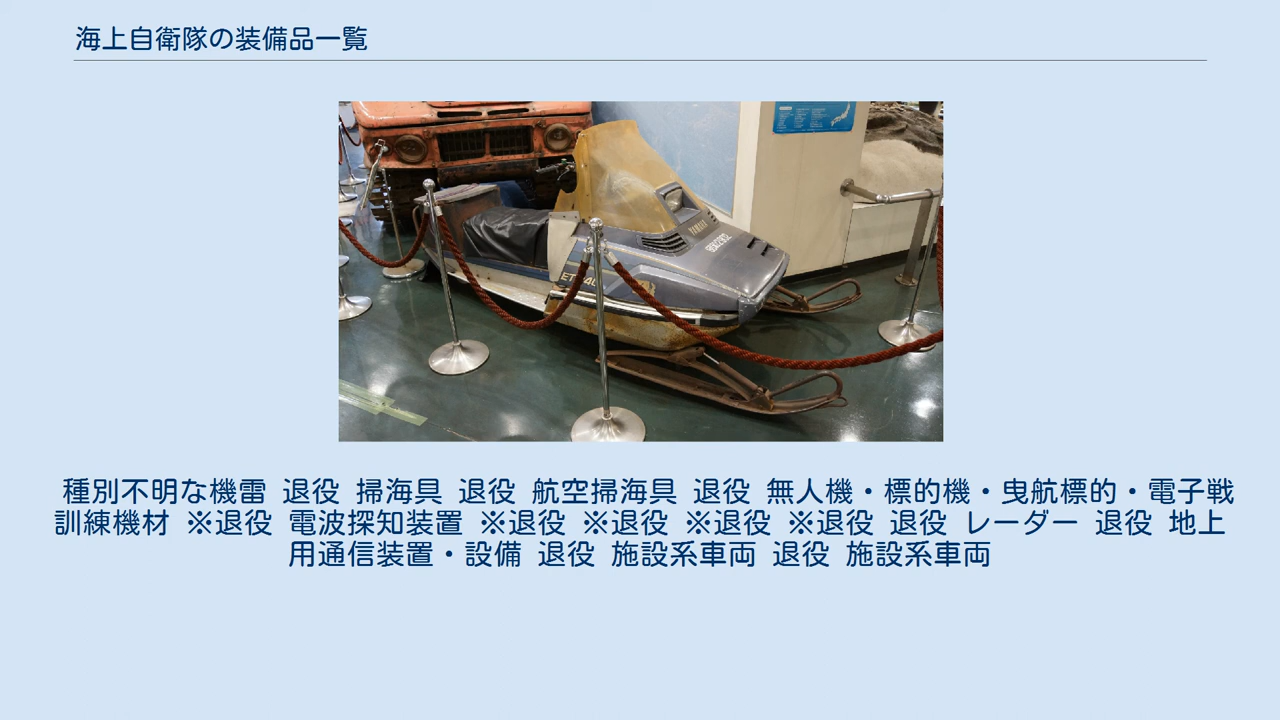 海上自衛隊の装備品一覧
YAMAHA
種別不明な機雷 退役 掃海具 退役 航空掃海具 退役 無人機・標的機・曳航標的・電子戦
訓練機材 ※退役 電波探知装置 ※退役 ※退役 ※退役 ※退役 退役 レーダー 退役 地上
用通信装置・設備 退役 施設系車両 退役 施設系車両